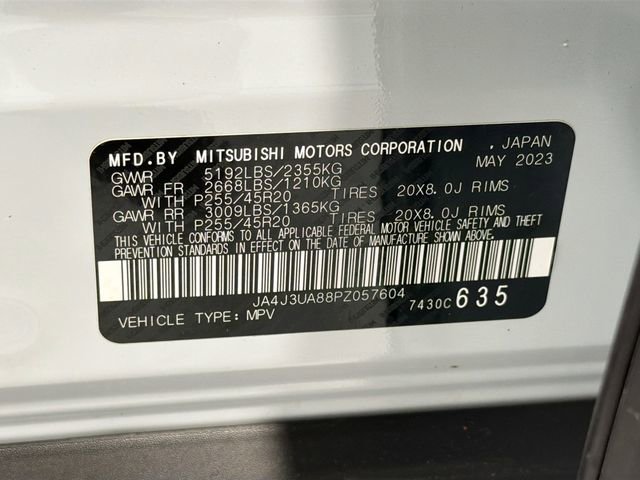 MFD.BY MITSUBISHI MOTORS CORPORATION , JAPAN
GWVR 5192LBS/2355KG MAY 2023
GAWR FR 2668LBS/1210KG
WITH P255/45R20 TIRES 20X8.0J RIMS
GAWR RR 3009LBS/1365KG
WITH P255/45R20 TIRES 20X8.0J RIMS
THIS VEHICLE CONFORMS TO ALL APPLICABLE FEDERAL MOTOR VEHICLE SAFETY AND THEFT
PREVENTION STANDARDS IN EFFECT ON THE DATE OF MANUFACTURE SHOWN ABOVE.
JA4J3UA88PZ057604
VEHICLE TYPE: MPV 7430C 635